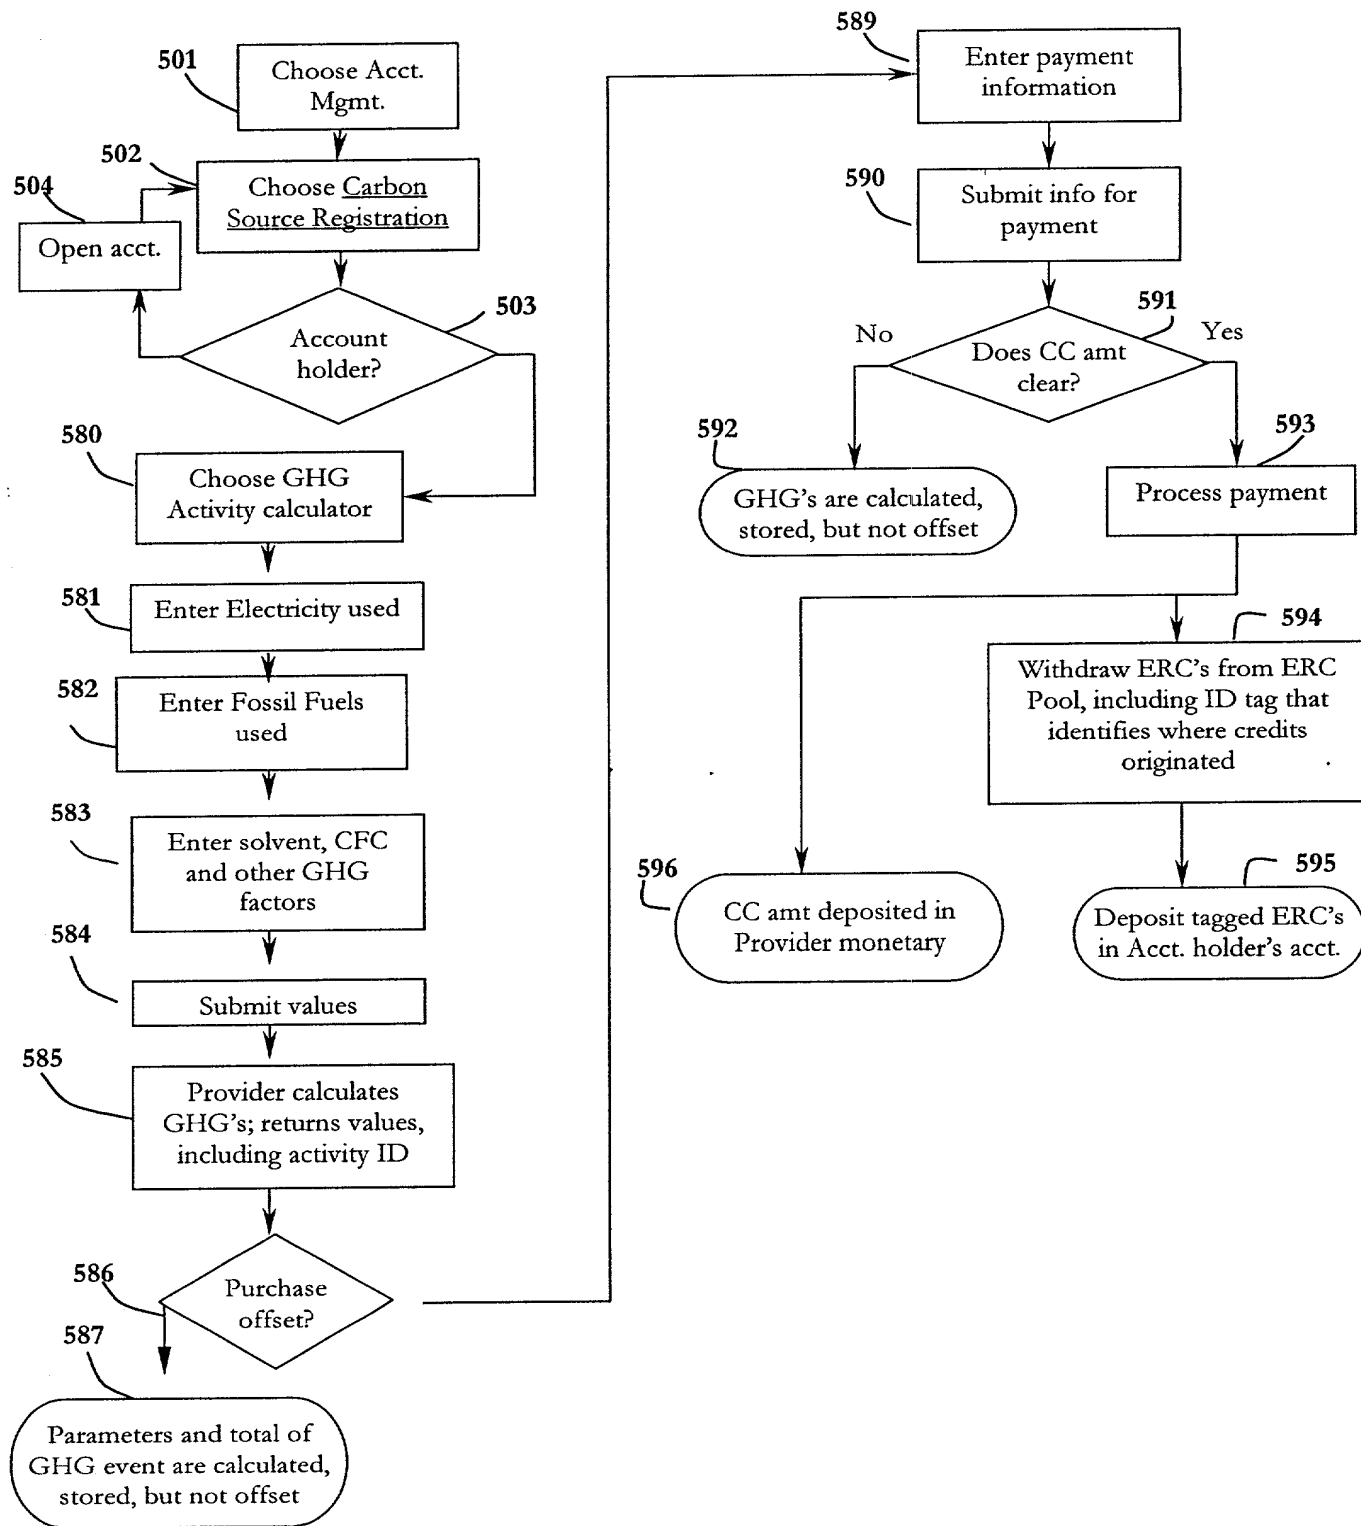 501
Choose Acct.
Mgmt.
502
Choose Carbon
Source Registration
504
Open acct.
503
Account
holder?
580
Choose GHG
Activity calculator
581
Enter Electricity used
582
Enter Fossil Fuels
used
583
Enter solvent, CFC
and other GHG
factors
584
Submit values
585
Provider calculates
GHG's; returns values,
including activity ID
586
Purchase
offset?
587
Parameters and total of
GHG event are calculated,
stored, but not offset
589
Enter payment
information
590
Submit info for
payment
591
No
Yes
Does CC amt
clear?
592
GHG's are calculated,
stored, but not offset
593
Process payment
594
Withdraw ERC's from ERC
Pool, including ID tag that
identifies where credits
originated
595
Deposit tagged ERC's
in Acct. holder's acct.
596
CC amt deposited in
Provider monetary